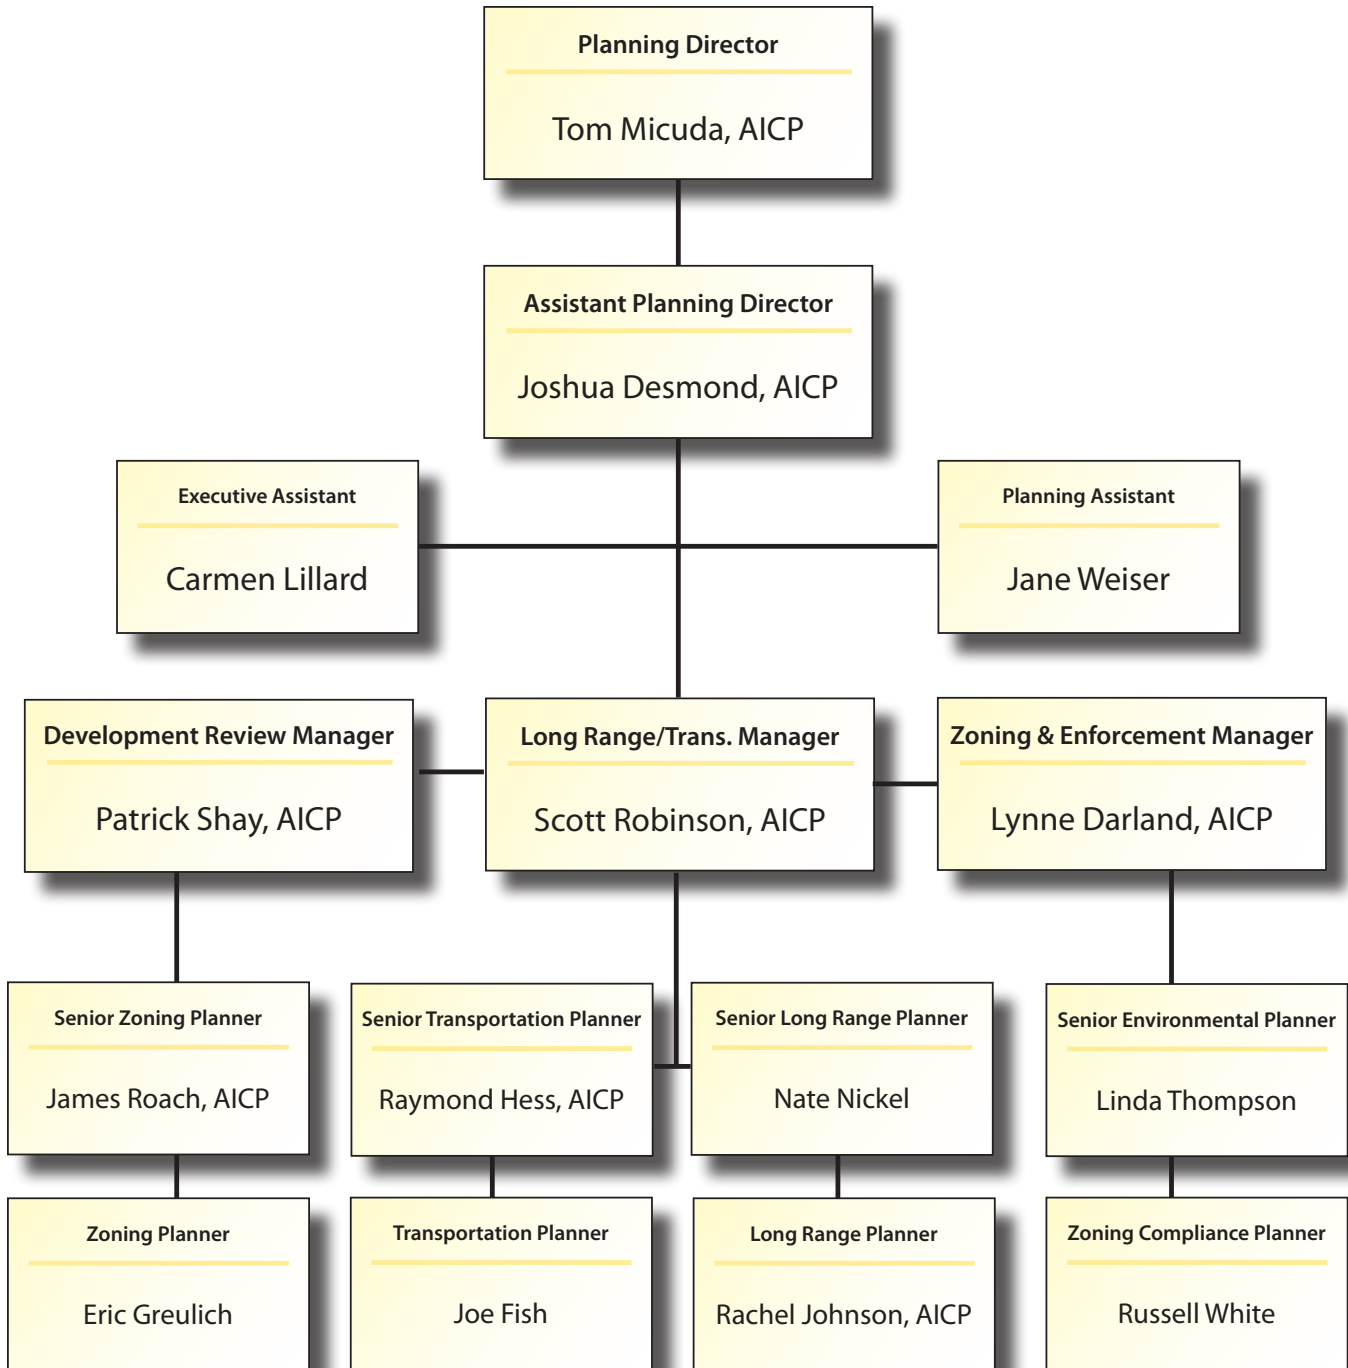 Planning Director
Tom Micuda, AICP
Assistant Planning Director
Joshua Desmond, AICP
Executive Assistant
Carmen Lillard
Planning Assistant
Jane Weiser
Development Review Manager
Patrick Shay, AICP
Long Range/Trans. Manager
Scott Robinson, AICP
Zoning & Enforcement Manager
Lynne Darland, AICP
Senior Zoning Planner
James Roach, AICP
Senior Transportation Planner
Raymond Hess, AICP
Senior Long Range Planner
Nate Nickel
Senior Environmental Planner
Linda Thompson
Zoning Planner
Eric Greulich
Transportation Planner
Joe Fish
Long Range Planner
Rachel Johnson, AICP
Zoning Compliance Planner
Russell White